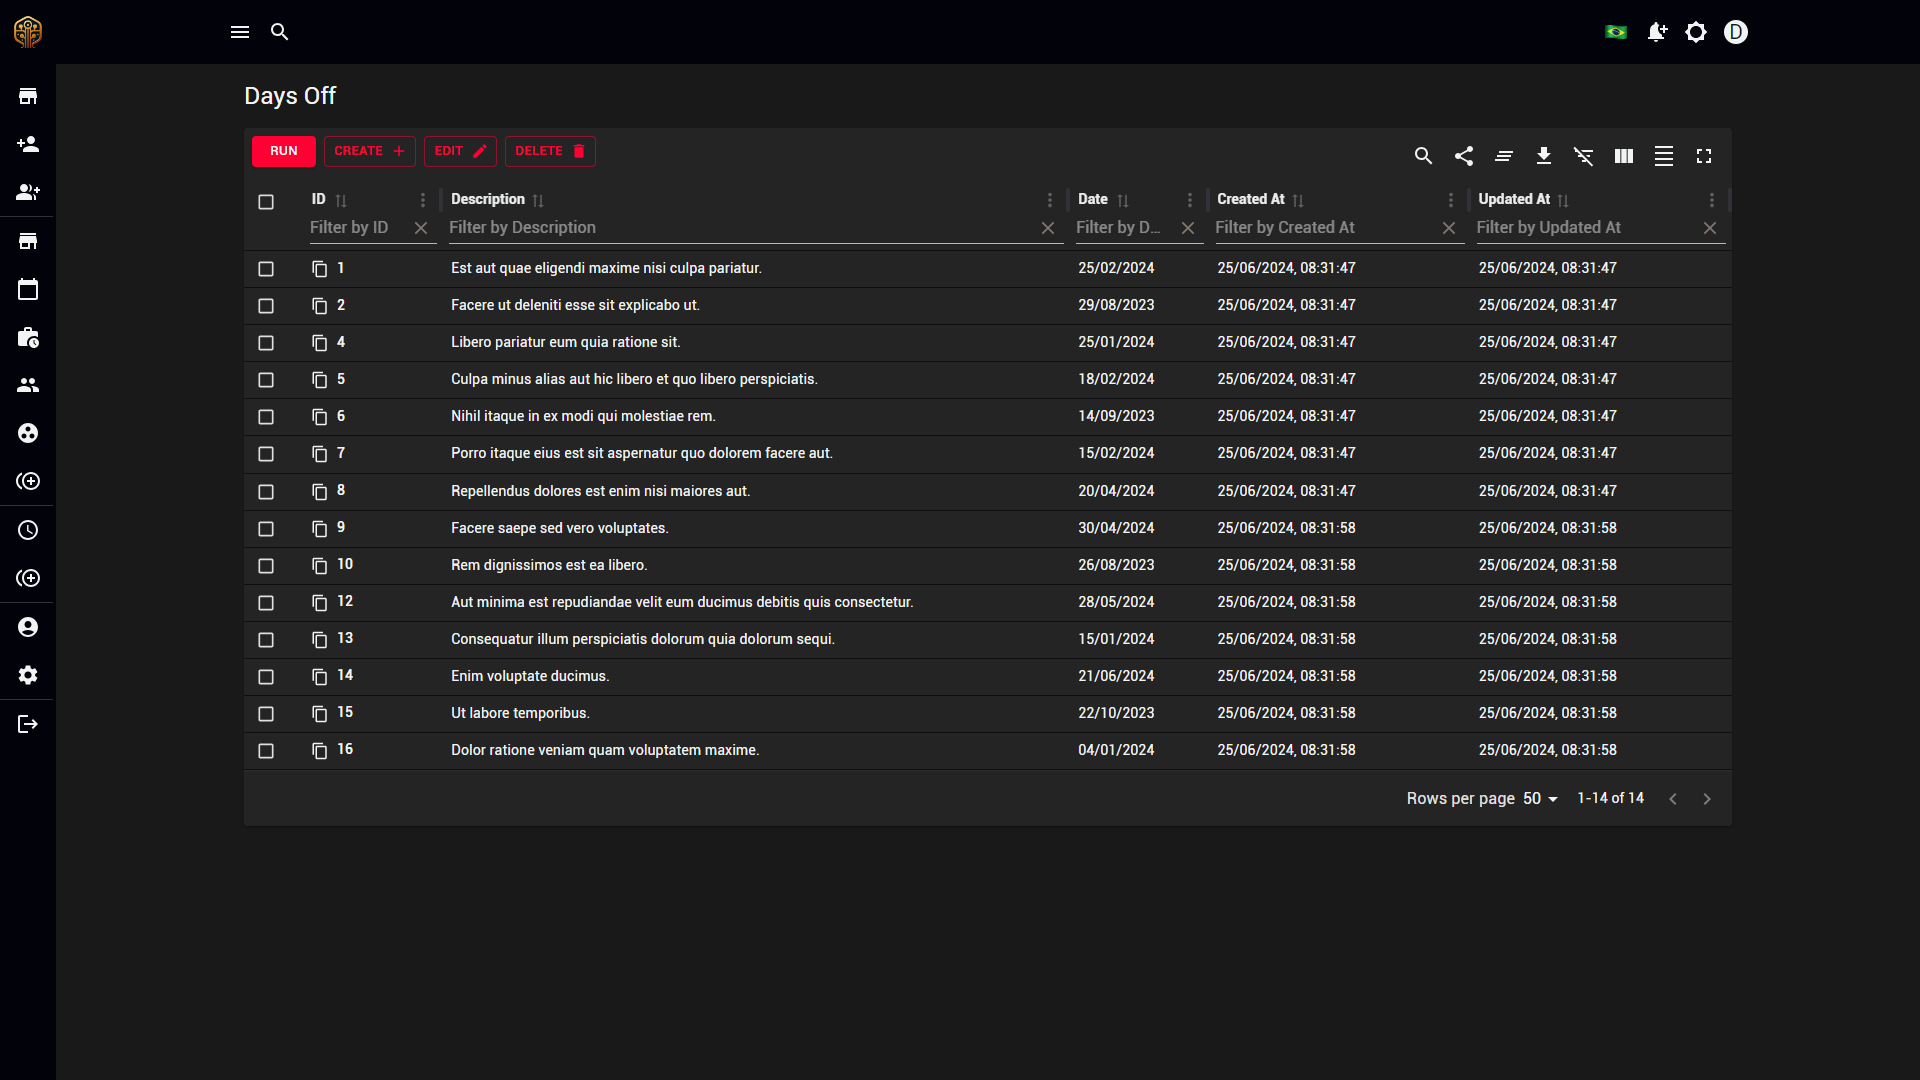 D
Days Off
RUN CREATE EDIT DELETE
ID Description Date Created At Updated At
Filter by ID Filter by Description Filter by D... Filter by Created At Filter by Updated At
1 Est aut quae eligendi maxime nisi culpa pariatur. 25/02/2024 25/06/2024, 08:31:47 25/06/2024, 08:31:47
2 Facere ut deleniti esse sit explicabo ut. 29/08/2023 25/06/2024, 08:31:47 25/06/2024, 08:31:47
4 Libero pariatur eum quia ratione sit. 25/01/2024 25/06/2024, 08:31:47 25/06/2024, 08:31:47
5 Culpa minus alias aut hic libero et quo libero perspiciatis. 18/02/2024 25/06/2024, 08:31:47 25/06/2024, 08:31:47
6 Nihil itaque in ex modi qui molestiae rem. 14/09/2023 25/06/2024, 08:31:47 25/06/2024, 08:31:47
7 Porro itaque eius est sit aspernatur quo dolorem facere aut. 15/02/2024 25/06/2024, 08:31:47 25/06/2024, 08:31:47
8 Repellendus dolores est enim nisi maiores aut. 20/04/2024 25/06/2024, 08:31:47 25/06/2024, 08:31:47
9 Facere saepe sed vero voluptates. 30/04/2024 25/06/2024, 08:31:58 25/06/2024, 08:31:58
10 Rem dignissimos est ea libero. 26/08/2023 25/06/2024, 08:31:58 25/06/2024, 08:31:58
12 Aut minima est repudiandae velit eum ducimus debitis quis consectetur. 28/05/2024 25/06/2024, 08:31:58 25/06/2024, 08:31:58
13 Consequatur illum perspiciatis dolorum quia dolorum sequi. 15/01/2024 25/06/2024, 08:31:58 25/06/2024, 08:31:58
14 Enim voluptate ducimus. 21/06/2024 25/06/2024, 08:31:58 25/06/2024, 08:31:58
15 Ut labore temporibus. 22/10/2023 25/06/2024, 08:31:58 25/06/2024, 08:31:58
16 Dolor ratione veniam quam voluptatem maxime. 04/01/2024 25/06/2024, 08:31:58 25/06/2024, 08:31:58
Rows per page 50 1-14 of 14